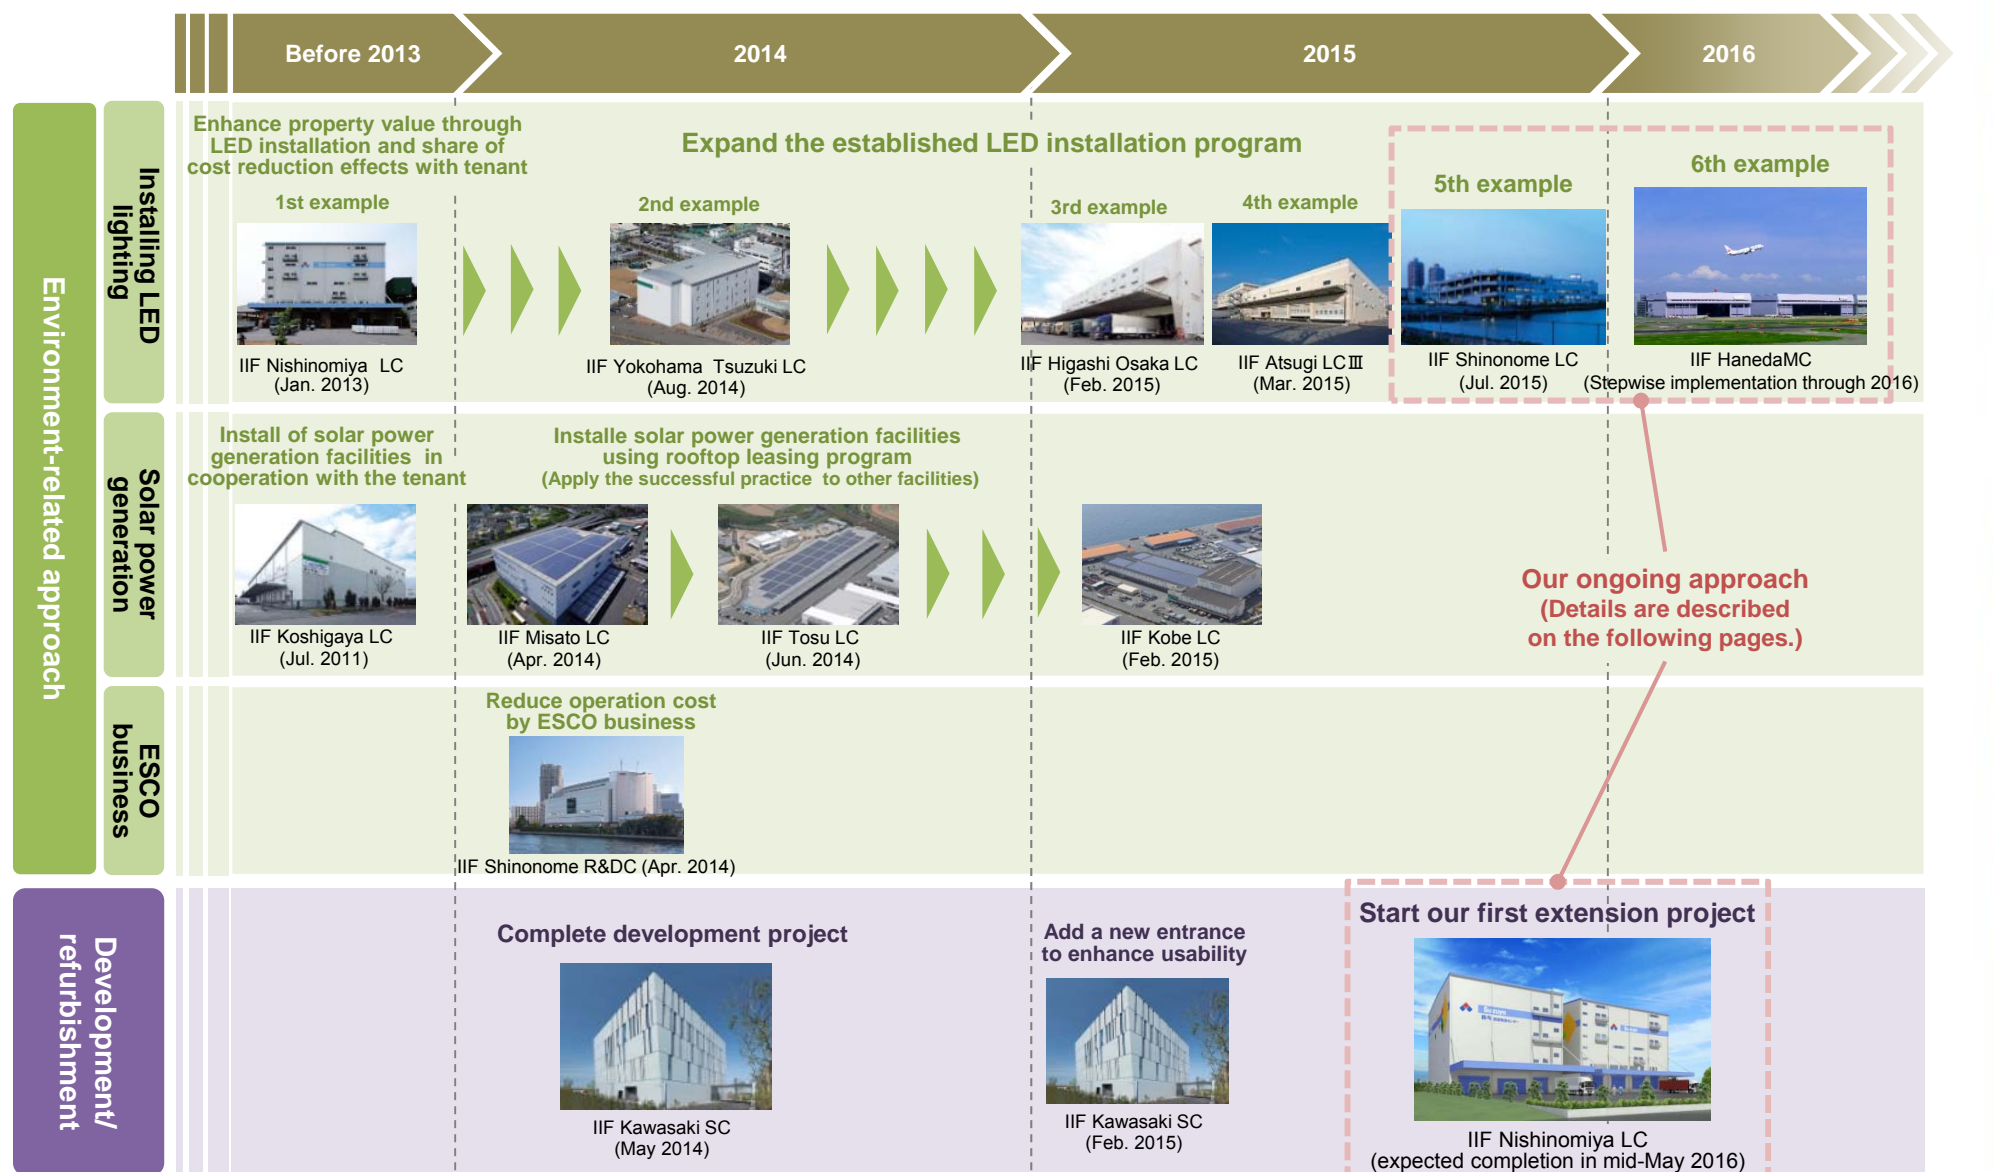 Before 2013
2014
2015
2016
Environment-related approach
Installing LED
lighting
Enhance property value through
LED installation and share of
cost reduction effects with tenant
Expand the established LED installation program
1st example
2nd example
3rd example
4th example
5th example
6th example
IIF Nishinomiya LC
(Jan. 2013)
IIF Yokohama Tsuzuki LC
(Aug. 2014)
IIF Higashi Osaka LC
(Feb. 2015)
IIF Atsugi LCⅢ
(Mar. 2015)
IIF Shinonome LC
(Jul. 2015)
IIF HanedaMC
(Stepwise implementation through 2016)
Solar power
generation
Install of solar power
generation facilities in
cooperation with the tenant
Installe solar power generation facilities
using rooftop leasing program
(Apply the successful practice to other facilities)
IIF Koshigaya LC
(Jul. 2011)
IIF Misato LC
(Apr. 2014)
IIF Tosu LC
(Jun. 2014)
IIF Kobe LC
(Feb. 2015)
Our ongoing approach
(Details are described
on the following pages.)
ESCO
business
Reduce operation cost
by ESCO business
IIF Shinonome R&DC (Apr. 2014)
Development/
refurbishment
Complete development project
IIF Kawasaki SC
(May 2014)
Add a new entrance
to enhance usability
IIF Kawasaki SC
(Feb. 2015)
Start our first extension project
IIF Nishinomiya LC
(expected completion in mid-May 2016)